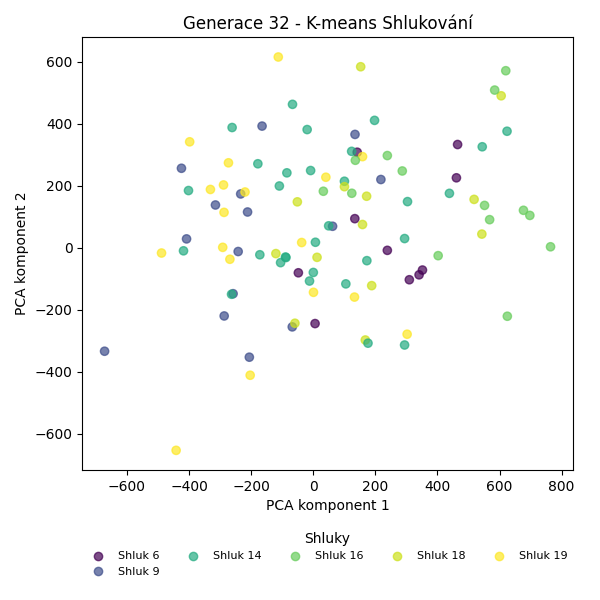 Generace 32 - K-means Shlukování
PCA komponent 2
600
400
200
0
−200
−400
−600
−600 −400 −200 0 200 400 600 800
PCA komponent 1
Shluky
Shluk 6 Shluk 14 Shluk 16 Shluk 18 Shluk 19
Shluk 9